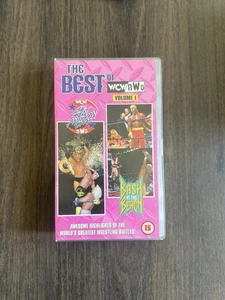 THE
BEST OF
WCW/nWo
VOLUME 1
WCW
BASH
AT THE
BEACH
AWESOME HIGHLIGHTS OF THE
WORLD'S GREATEST WRESTLING BATTLES!
15